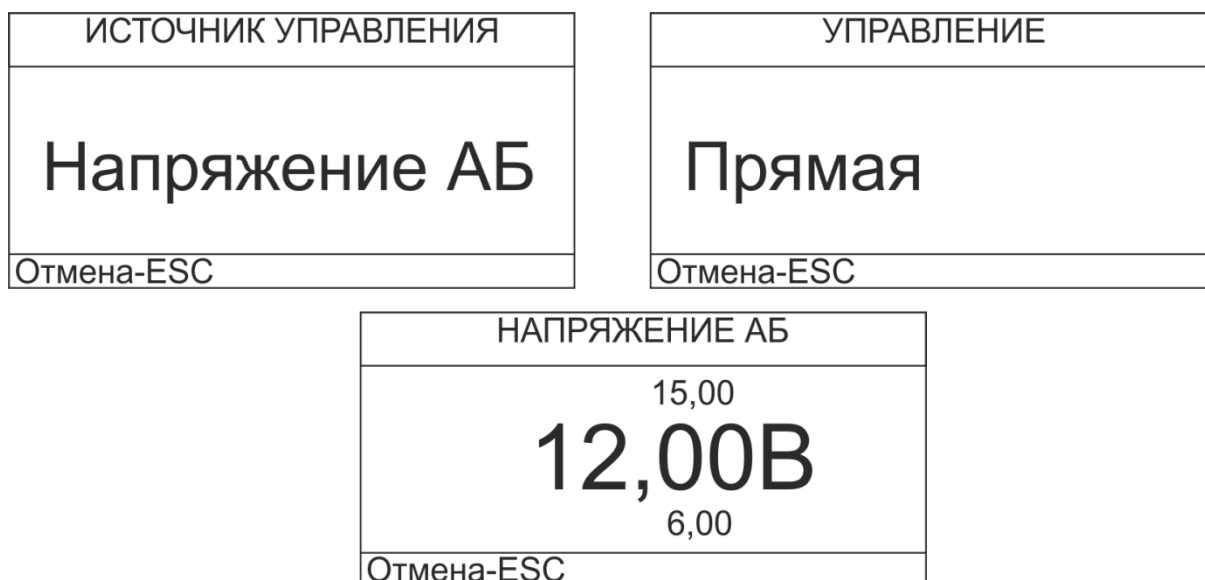 ИСТОЧНИК УПРАВЛЕНИЯ
Напряжение АБ
Отмена-ESC
УПРАВЛЕНИЕ
Прямая
Отмена-ESC
НАПРЯЖЕНИЕ АБ
15,00
12,00В
6,00
Отмена-ESC